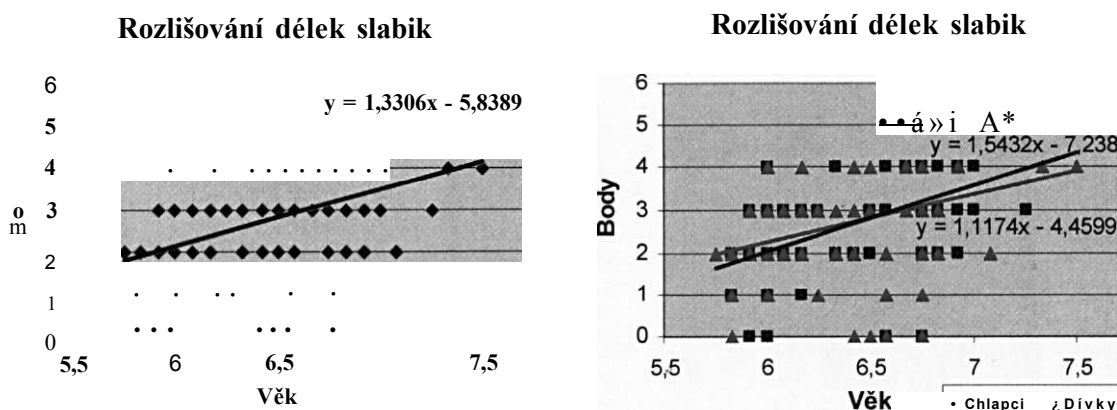 Rozlišování délek slabik
6
5
4
3
2
1
0
y = 1,3306x - 5,8389
5,5 6 6,5 7,5
Věk
Rozlišování délek slabik
6
5
4
3
2
1
0
Body
á » i A*
y = 1,5432x - 7,238
y = 1,1174x - 4,4599
5,5 6 6,5 7 7,5
Věk
• Chlapci ¿ Dívky